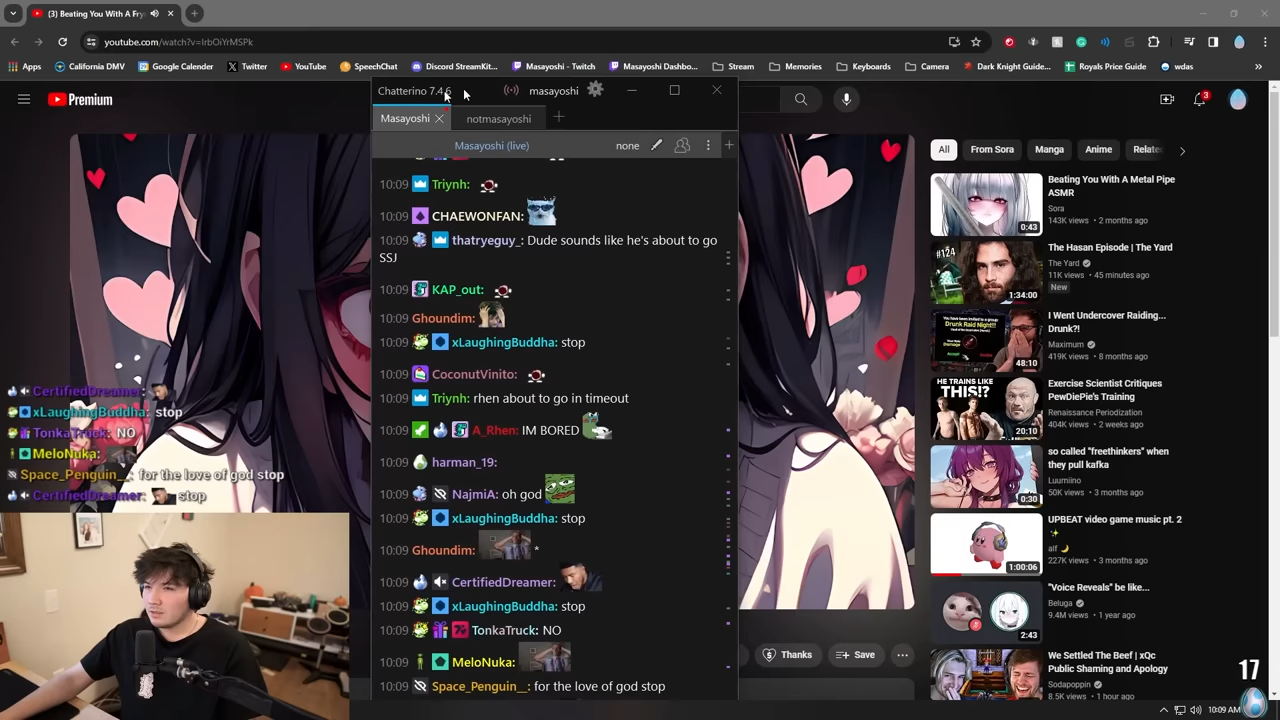 (3) Beating You With A Fry
youtube.com/watch?v=IrbOiYrMSPk
Apps
California DMV
Google Calender
Twitter
YouTube
SpeechChat
Discord StreamKit...
Masayoshi - Twitch
Masayoshi Dashbo...
Stream
Memories
Keyboards
Camera
Dark Knight Guide...
Royals Price Guide
wdas
Premium
3
Chatterino 7.4
masayoshi
Masayoshi
notmasayoshi
Masayoshi (live)
none
10:09 Triynh:
10:09 CHAEWONFAN:
10:09 thatryeguy_: Dude sounds like he's about to go
SSJ
10:09 KAP_out:
10:09 Ghoundim:
10:09 xLaughingBuddha: stop
10:09 CoconutVinito:
10:09 Triynh: rhen about to go in timeout
10:09 A_Rhen: IM BORED
10:09 harman_19:
10:09 NajmiA: oh god
10:09 xLaughingBuddha: stop
10:09 Ghoundim: *
10:09 CertifiedDreamer:
10:09 xLaughingBuddha: stop
10:09 TonkaTruck: NO
10:09 MeloNuka:
10:09 Space_Penguin__: for the love of god stop
CertifiedDreamer:
xLaughingBuddha: stop
TonkaTruck: NO
MeloNuka:
Space_Penguin__: for the love of god stop
CertifiedDreamer: stop
Thanks
Save
All
From Sora
Manga
Anime
Relate
Beating You With A Metal Pipe
ASMR
Sora
143K views • 2 months ago
0:43
The Hasan Episode | The Yard
The Yard
11K views • 45 minutes ago
New
#124
1:34:00
I Went Undercover Raiding...
Drunk?!
Maximum
419K views • 8 months ago
Drunk Raid Night!!!
48:10
Exercise Scientist Critiques
PewDiePie's Training
Renaissance Periodization
404K views • 2 weeks ago
HE TRAINS LIKE
THIS!?
20:10
so called "freethinkers" when
they pull kafka
Luumiino
50K views • 3 months ago
0:30
UPBEAT video game music pt. 2
alf
227K views • 3 months ago
1:00:06
"Voice Reveals" be like...
Beluga
9.4M views • 1 year ago
2:43
We Settled The Beef | xQc
Public Shaming and Apology
Sodapoppin
8.5K views • 1 hour ago
17
10:09 AM